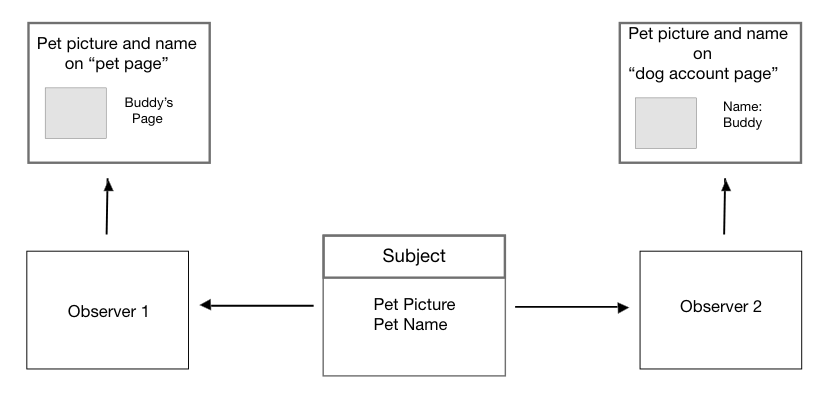 Pet picture and name
on “pet page”
Buddy’s
Page
Pet picture and name
on
“dog account page”
Name:
Buddy
Observer 1
Subject
Pet Picture
Pet Name
Observer 2